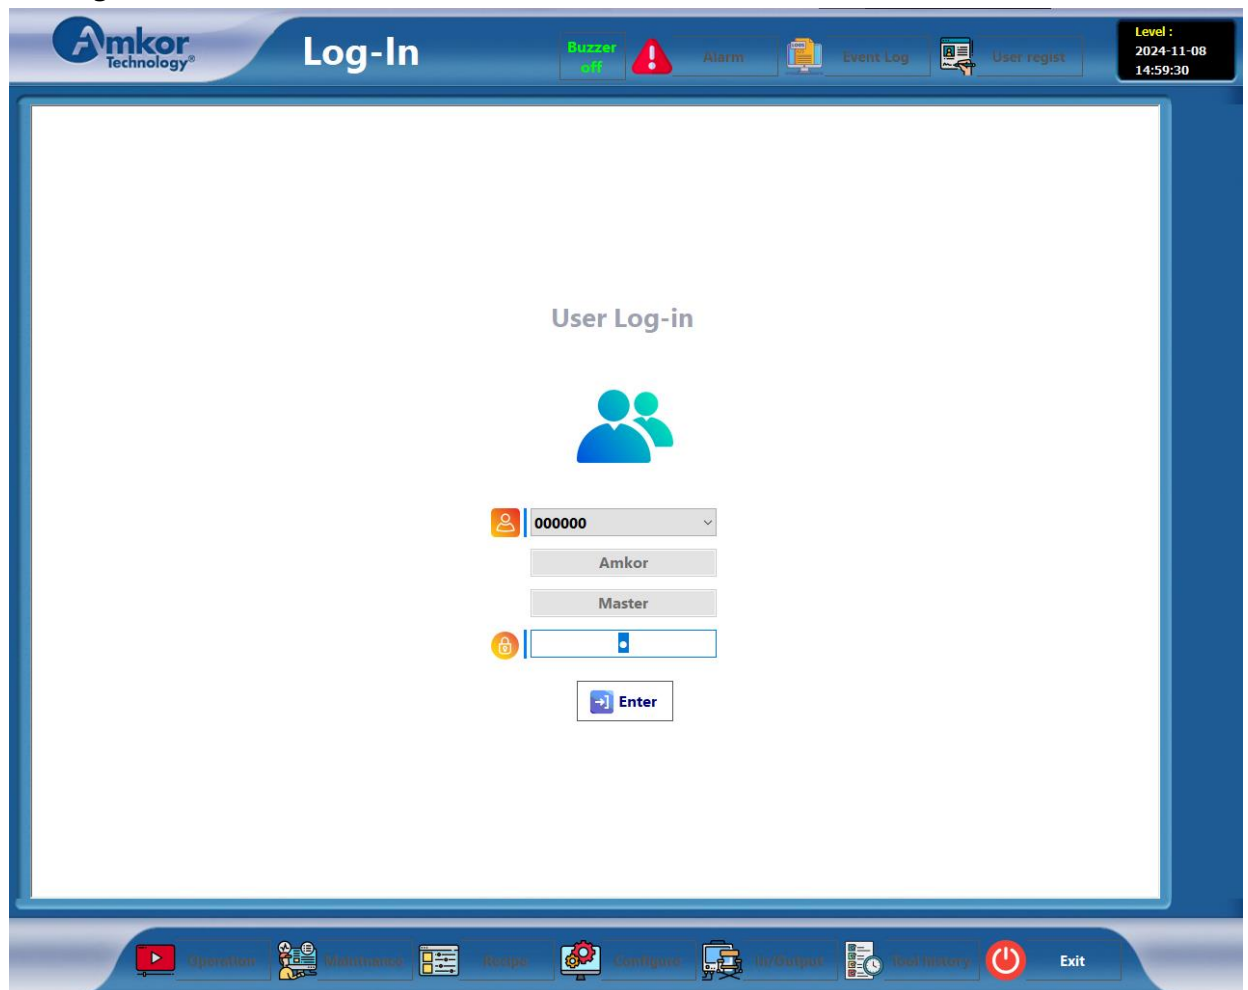 Amkor
Technology®
Log-In
Buzzer
off
Alarm
Event Log
User regist
Level :
2024-11-08
14:59:30
User Log-in
000000
Amkor
Master
Enter
Operation
Maintenance
Recipe
Configure
In/Output
Tool history
Exit